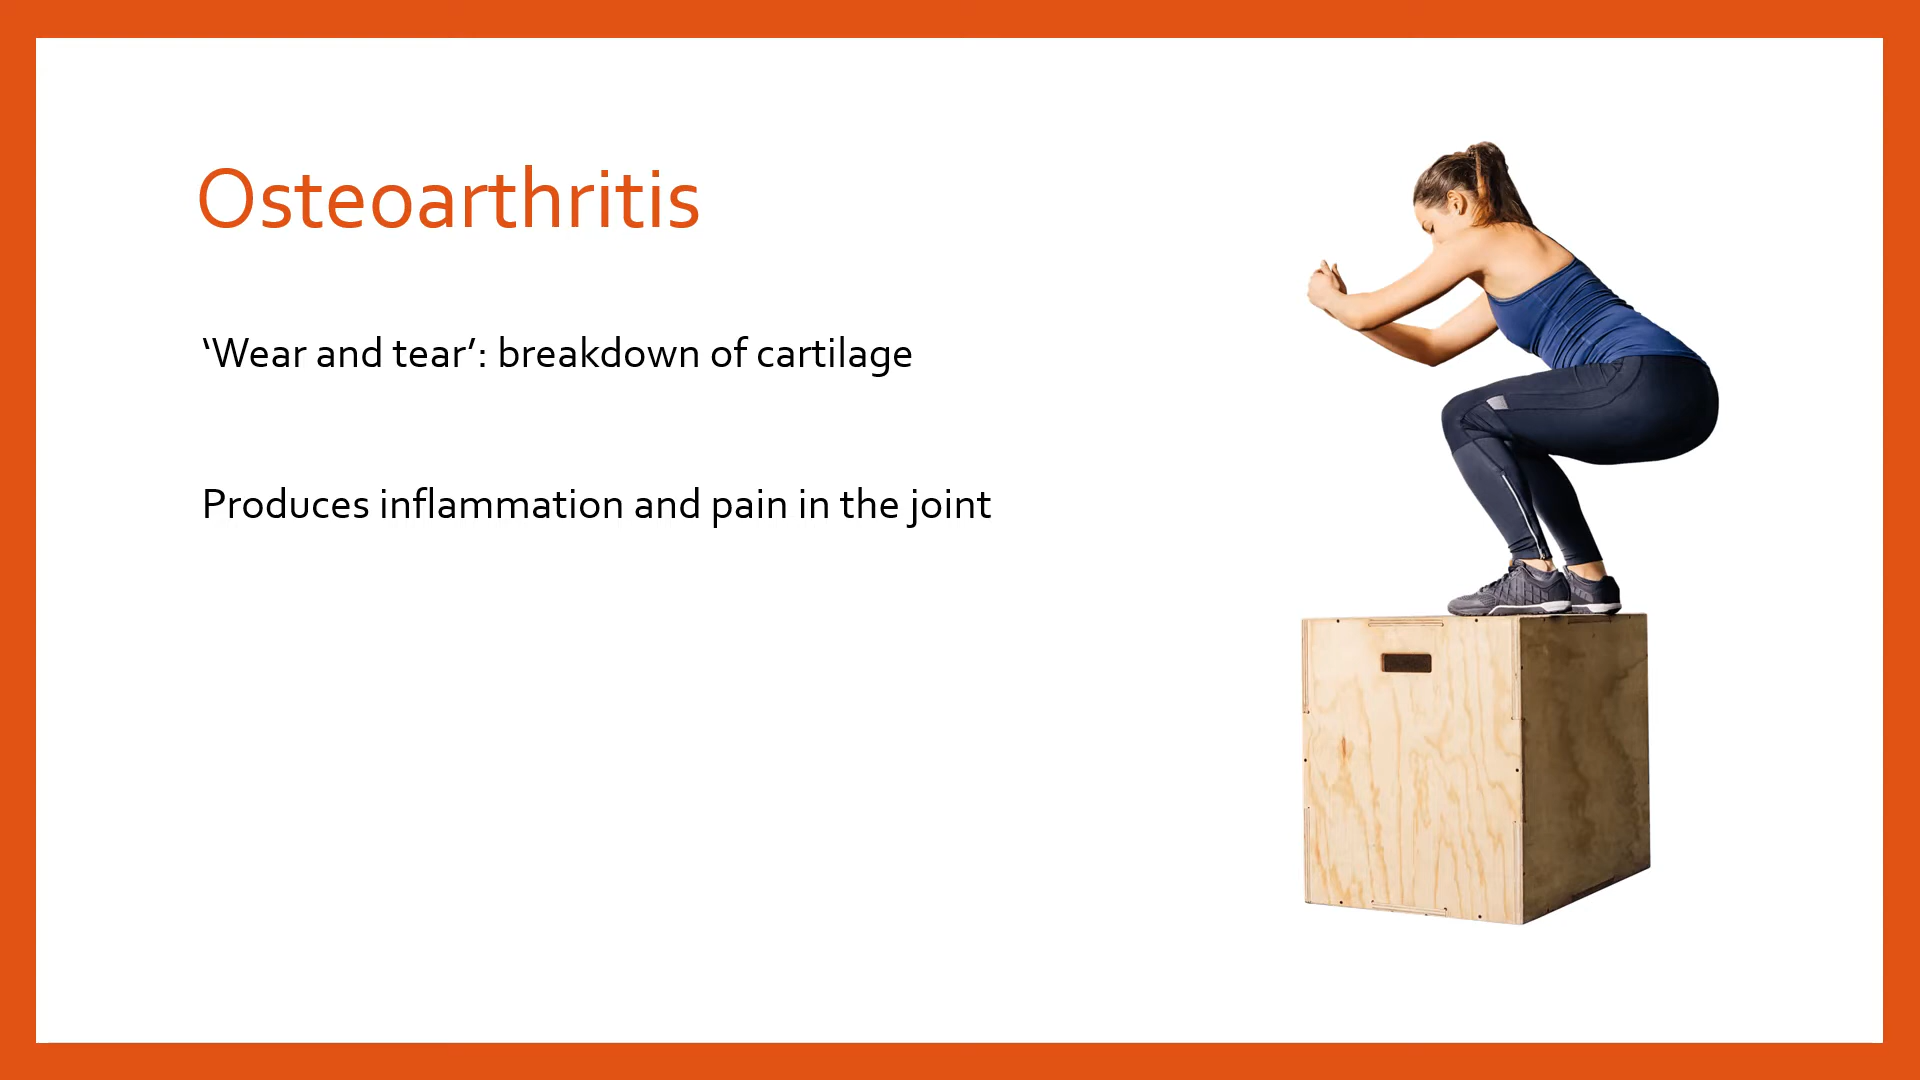 Osteoarthritis
‘Wear and tear’: breakdown of cartilage
Produces inflammation and pain in the joint